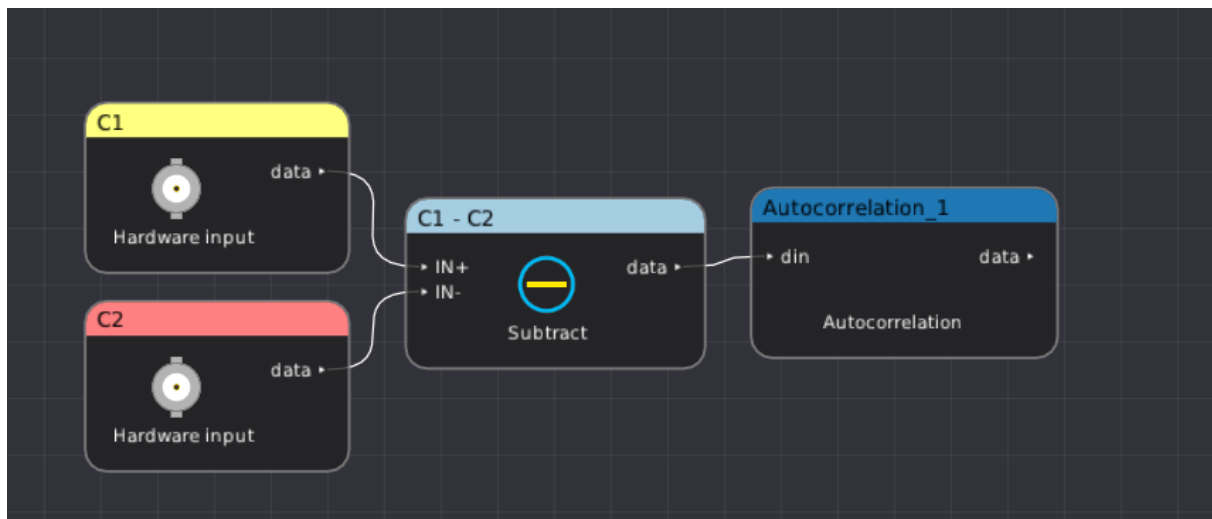 C1
data
Hardware input
C2
data
Hardware input
C1 - C2
IN+
IN-
data
Subtract
Autocorrelation_1
din
data
Autocorrelation